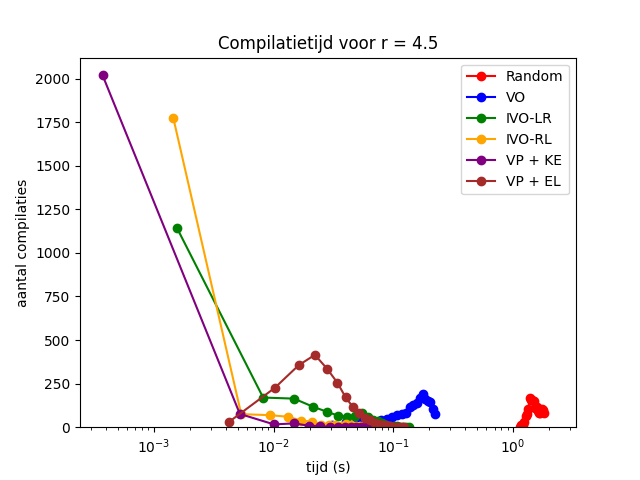 Compilatietijd voor r = 4.5
aantal compilaties
2000
1750
1500
1250
1000
750
500
250
0
10⁻³
10⁻²
10⁻¹
10⁰
tijd (s)
Random
VO
IVO-LR
IVO-RL
VP + KE
VP + EL